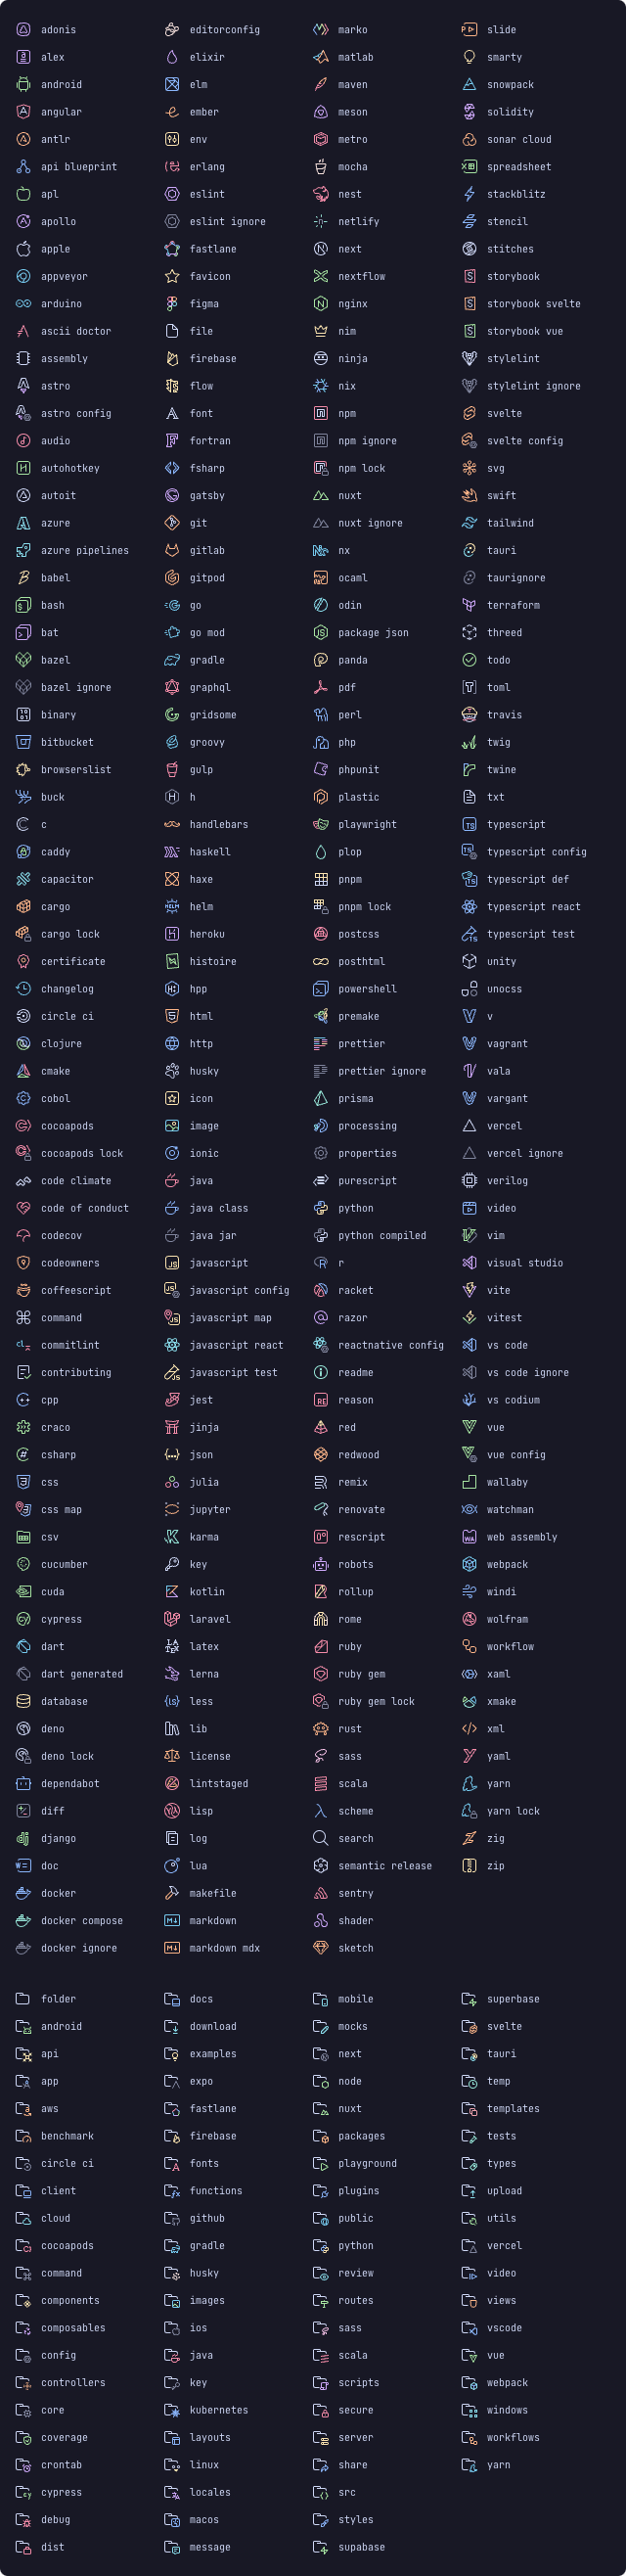 adonis
alex
android
angular
antlr
api blueprint
apl
apollo
apple
appveyor
arduino
ascii doctor
assembly
astro
astro config
audio
autohotkey
autoit
azure
azure pipelines
babel
bash
bat
bazel
bazel ignore
binary
bitbucket
browserslist
buck
c
caddy
capacitor
cargo
cargo lock
certificate
changelog
circle ci
clojure
cmake
cobol
cocoapods
cocoapods lock
code climate
code of conduct
codecov
codeowners
coffeescript
command
commitlint
contributing
cpp
craco
csharp
css
css map
csv
cucumber
cuda
cypress
dart
dart generated
database
deno
deno lock
dependabot
diff
django
doc
docker
docker compose
docker ignore
editorconfig
elixir
elm
ember
env
erlang
eslint
eslint ignore
fastlane
favicon
figma
file
firebase
flow
font
fortran
fsharp
gatsby
git
gitlab
gitpod
go
go mod
gradle
graphql
gridsome
groovy
gulp
h
handlebars
haskell
haxe
helm
heroku
histoire
hpp
html
http
husky
icon
image
ionic
java
java class
java jar
javascript
javascript config
javascript map
javascript react
javascript test
jest
jinja
json
julia
jupyter
karma
key
kotlin
laravel
latex
lerna
less
lib
license
lintstaged
lisp
log
lua
makefile
markdown
markdown mdx
marko
matlab
maven
meson
metro
mocha
nest
netlify
next
nextflow
nginx
nim
ninja
nix
npm
npm ignore
npm lock
nuxt
nuxt ignore
nx
ocaml
odin
package json
panda
pdf
perl
php
phpunit
plastic
playwright
plop
pnpm
pnpm lock
postcss
posthtml
powershell
premake
prettier
prettier ignore
prisma
processing
properties
purescript
python
python compiled
r
racket
razor
reactnative config
readme
reason
red
redwood
remix
renovate
rescript
robots
rollup
rome
ruby
ruby gem
ruby gem lock
rust
sass
scala
scheme
search
semantic release
sentry
shader
sketch
slide
smarty
snowpack
solidity
sonar cloud
spreadsheet
stackblitz
stencil
stitches
storybook
storybook svelte
storybook vue
stylelint
stylelint ignore
svelte
svelte config
svg
swift
tailwind
tauri
taurignore
terraform
threed
todo
toml
travis
twig
twine
txt
typescript
typescript config
typescript def
typescript react
typescript test
unity
unocss
v
vagrant
vala
vargant
vercel
vercel ignore
verilog
video
vim
visual studio
vite
vitest
vs code
vs code ignore
vs codium
vue
vue config
wallaby
watchman
web assembly
webpack
windi
wolfram
workflow
xaml
xmake
xml
yaml
yarn
yarn lock
zig
zip
folder
android
api
app
aws
benchmark
circle ci
client
cloud
cocoapods
command
components
composables
config
controllers
core
coverage
crontab
cypress
debug
dist
docs
download
examples
expo
fastlane
firebase
fonts
functions
github
gradle
husky
images
ios
java
key
kubernetes
layouts
linux
locales
macos
message
mobile
mocks
next
node
nuxt
packages
playground
plugins
public
python
review
routes
sass
scala
scripts
secure
server
share
src
styles
supabase
superbase
svelte
tauri
temp
templates
tests
types
upload
utils
vercel
video
views
vscode
vue
webpack
windows
workflows
yarn